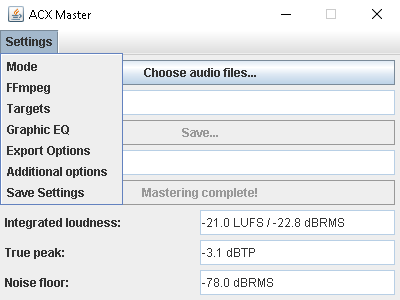 ACX Master
Settings
Mode
Choose audio files...
FFmpeg
Targets
Graphic EQ
Save...
Export Options
Additional options
Save Settings
Mastering complete!
Integrated loudness:
-21.0 LUFS / -22.8 dBRMS
True peak:
-3.1 dBTP
Noise floor:
-78.0 dBRMS